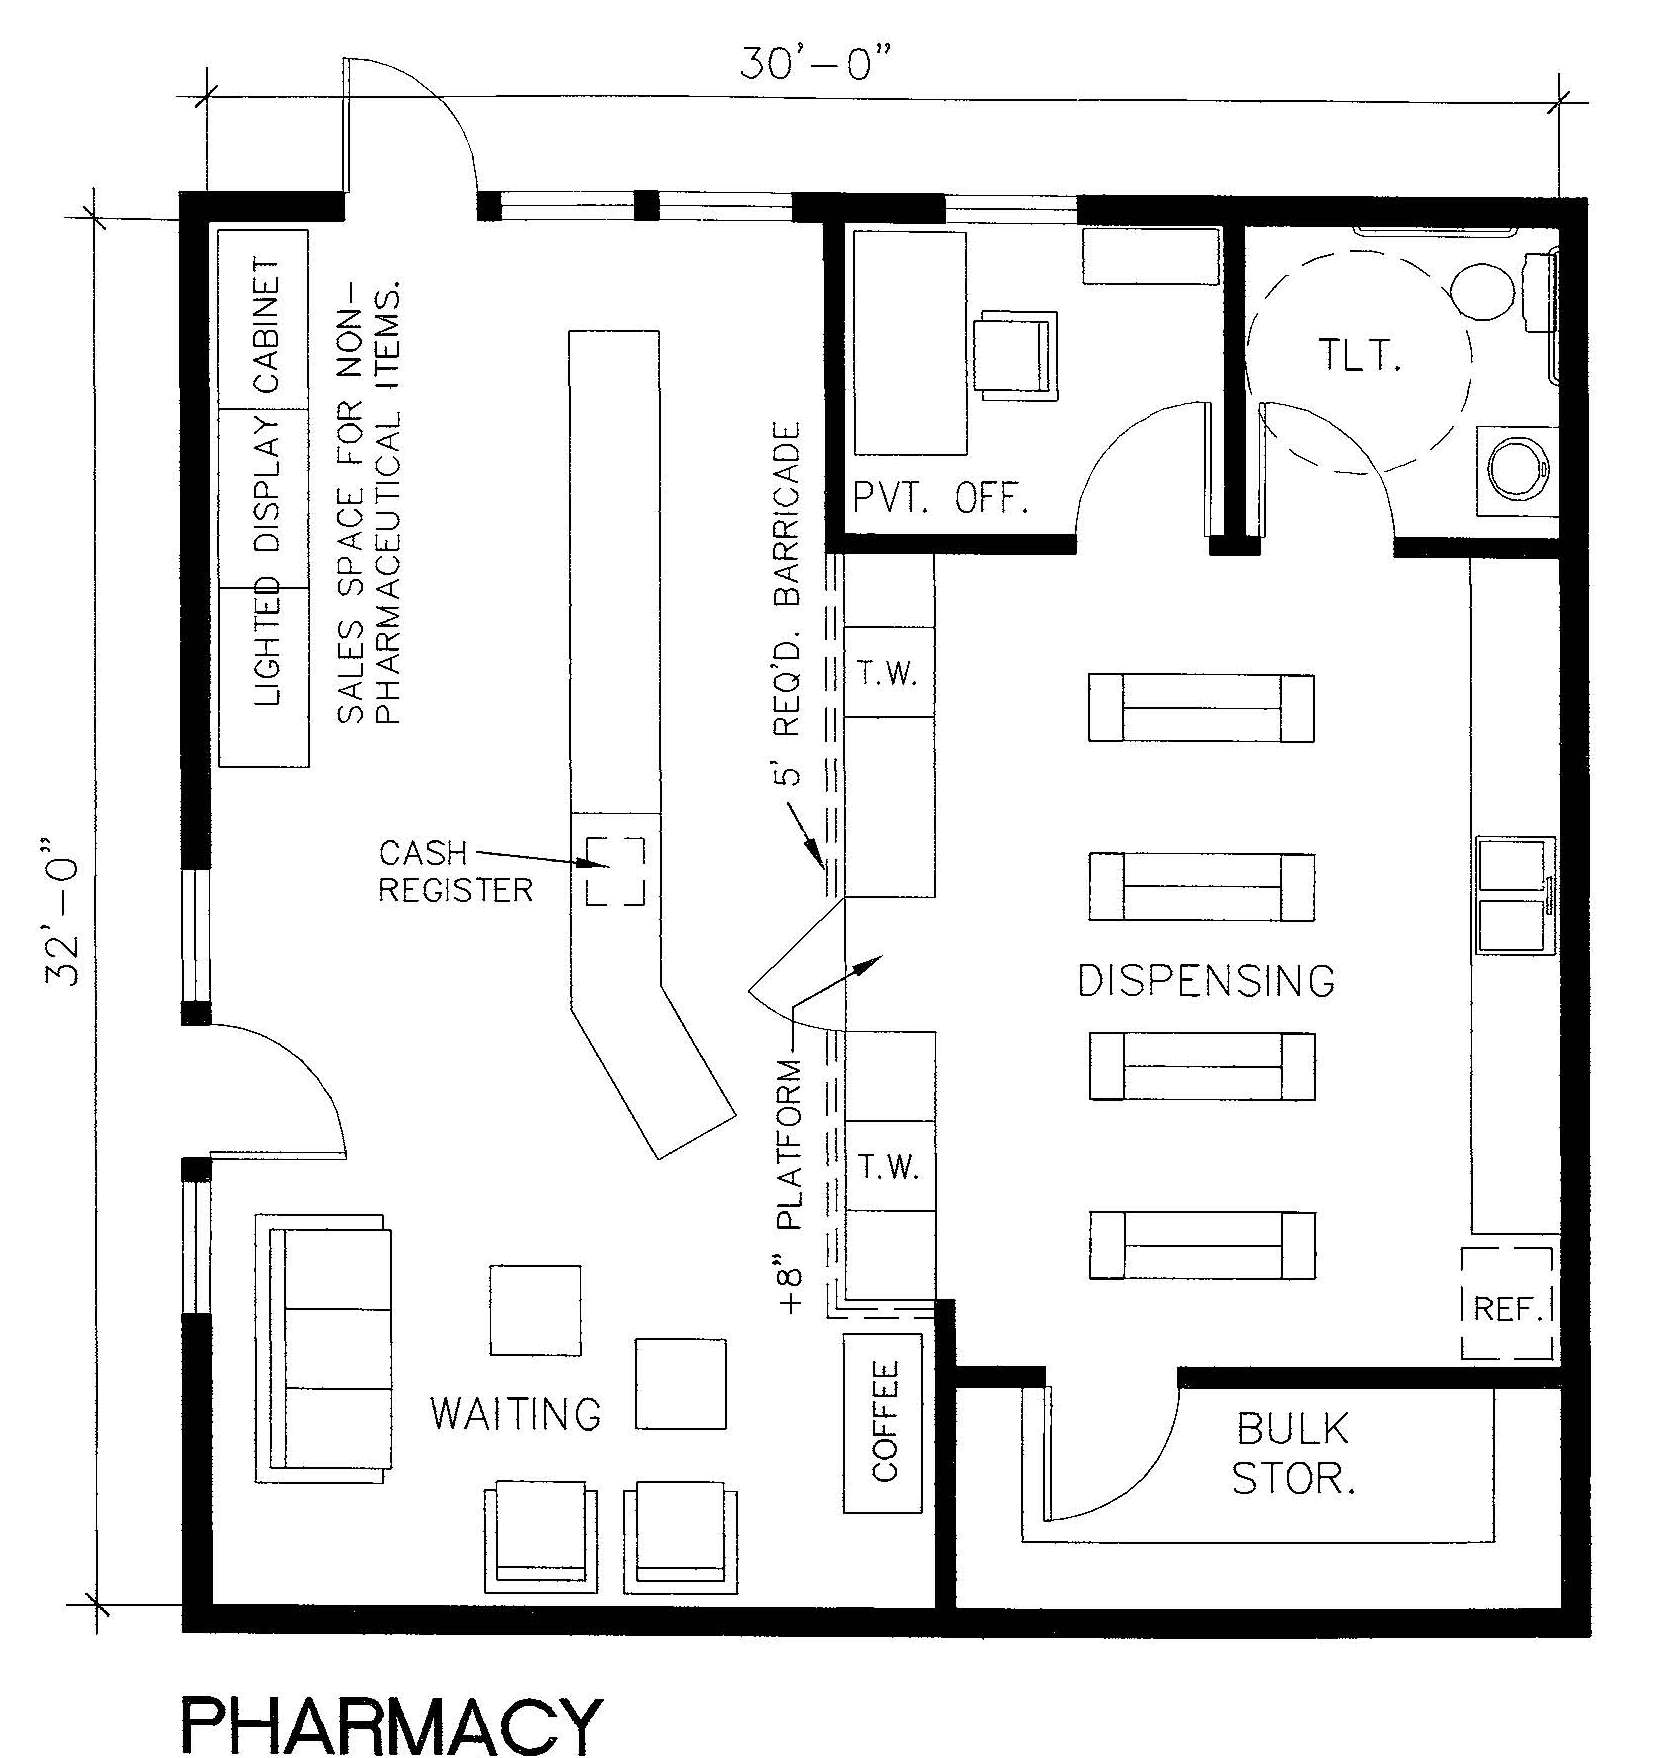 30'-0"
32'-0"
LIGHTED DISPLAY CABINET
SALES SPACE FOR NON-
PHARMACEUTICAL ITEMS.
5' REQ'D. BARRICADE
PVT. OFF.
TLT.
T.W.
CASH
REGISTER
DISPENSING
+8" PLATFORM
T.W.
REF.
WAITING
COFFEE
BULK
STOR.
PHARMACY